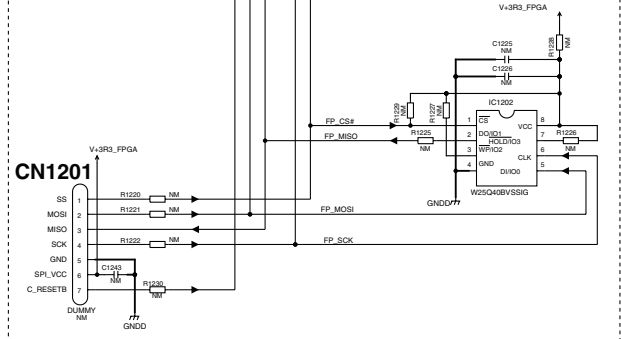 V+3R3_FPGA
R1228
NM
C1225
NM
C1226
NM
R1229
NM
R1227
NM
IC1202
FP_CS#
1 CS VCC 8
FP_MISO
R1225
NM
2 DO/IO1 HOLD/IO3 7
R1226
NM
3 WP/IO2 CLK 6
4 GND DI/IO0 5
W25Q40BVSSIG
GNDD
V+3R3_FPGA
CN1201
SS 1 R1220 NM
MOSI 2 R1221 NM FP_MOSI
MISO 3
SCK 4 R1222 NM FP_SCK
GND 5
SPI_VCC 6 C1243
NM
C_RESETB 7 R1230
NM
DUMMY
NM
GNDD